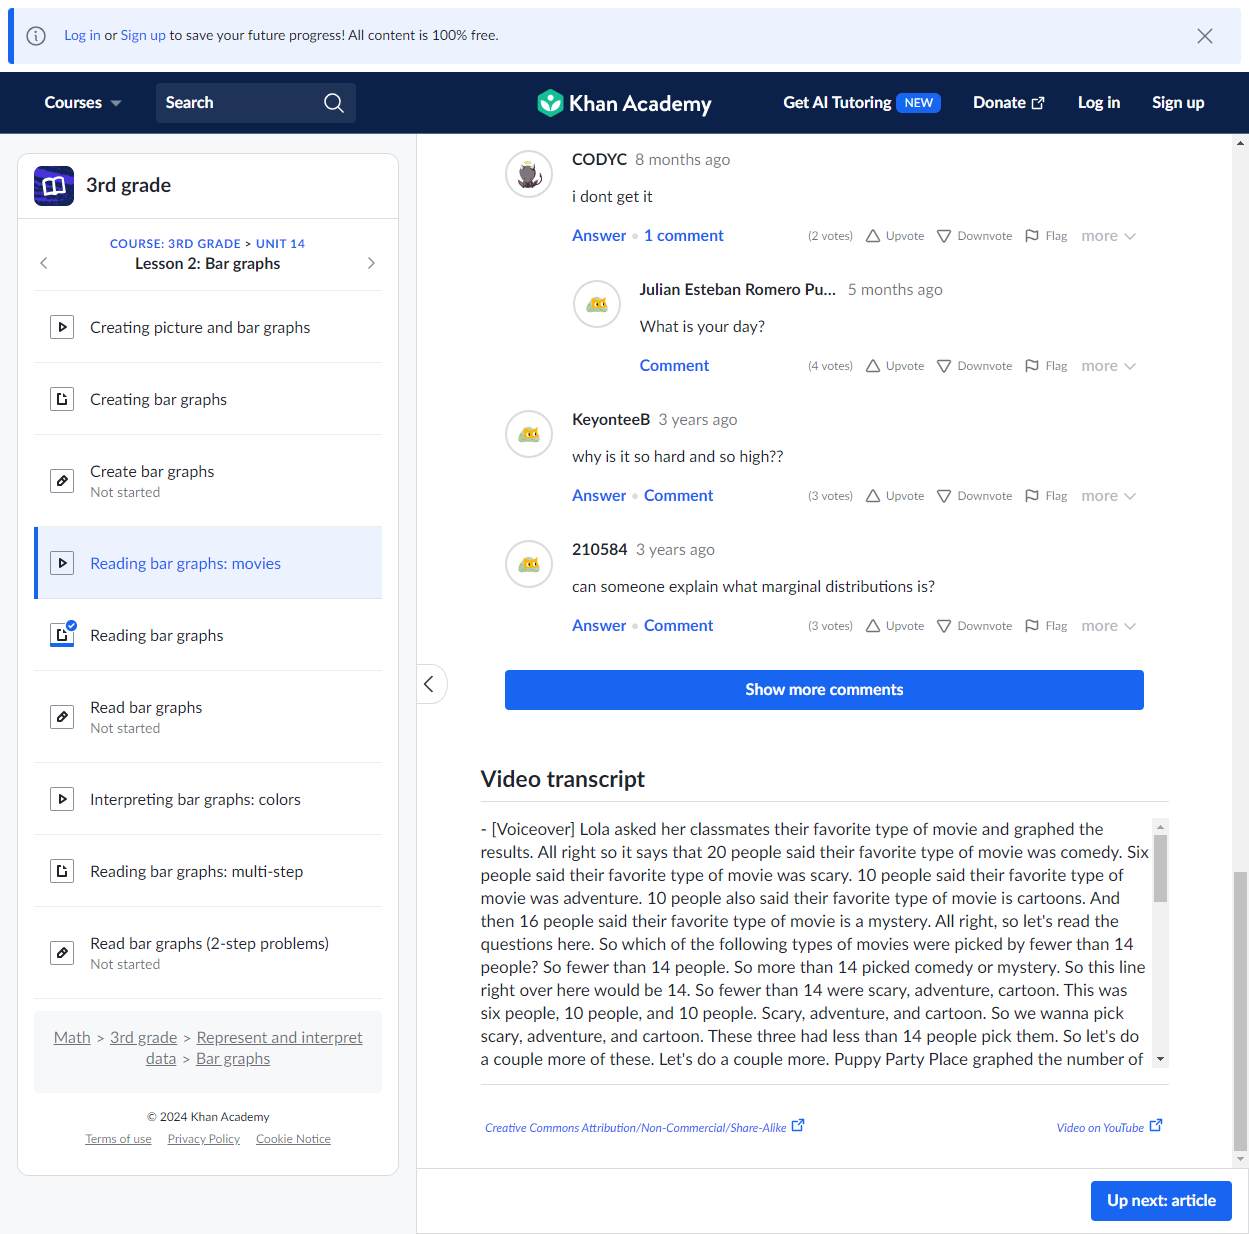 Log in or Sign up to save your future progress! All content is 100% free.
Courses
Search
Khan Academy
Get AI Tutoring NEW
Donate
Log in
Sign up
3rd grade
COURSE: 3RD GRADE > UNIT 14
Lesson 2: Bar graphs
Creating picture and bar graphs
Creating bar graphs
Create bar graphs
Not started
Reading bar graphs: movies
Reading bar graphs
Read bar graphs
Not started
Interpreting bar graphs: colors
Reading bar graphs: multi-step
Read bar graphs (2-step problems)
Not started
Math > 3rd grade > Represent and interpret
data > Bar graphs
© 2024 Khan Academy
Terms of use Privacy Policy Cookie Notice
CODYC 8 months ago
i dont get it
Answer • 1 comment (2 votes) Upvote Downvote Flag more
Julian Esteban Romero Pu... 5 months ago
What is your day?
Comment (4 votes) Upvote Downvote Flag more
KeyonteeB 3 years ago
why is it so hard and so high??
Answer • Comment (3 votes) Upvote Downvote Flag more
210584 3 years ago
can someone explain what marginal distributions is?
Answer • Comment (3 votes) Upvote Downvote Flag more
Show more comments
Video transcript
- [Voiceover] Lola asked her classmates their favorite type of movie and graphed the
results. All right so it says that 20 people said their favorite type of movie was comedy. Six
people said their favorite type of movie was scary. 10 people said their favorite type of
movie was adventure. 10 people also said their favorite type of movie is cartoons. And
then 16 people said their favorite type of movie is a mystery. All right, so let's read the
questions here. So which of the following types of movies were picked by fewer than 14
people? So fewer than 14 people. So more than 14 picked comedy or mystery. So this line
right over here would be 14. So fewer than 14 were scary, adventure, cartoon. This was
six people, 10 people, and 10 people. Scary, adventure, and cartoon. So we wanna pick
scary, adventure, and cartoon. These three had less than 14 people pick them. So let's do
a couple more of these. Let's do a couple more. Puppy Party Place graphed the number of
Creative Commons Attribution/Non-Commercial/Share-Alike
Video on YouTube
Up next: article